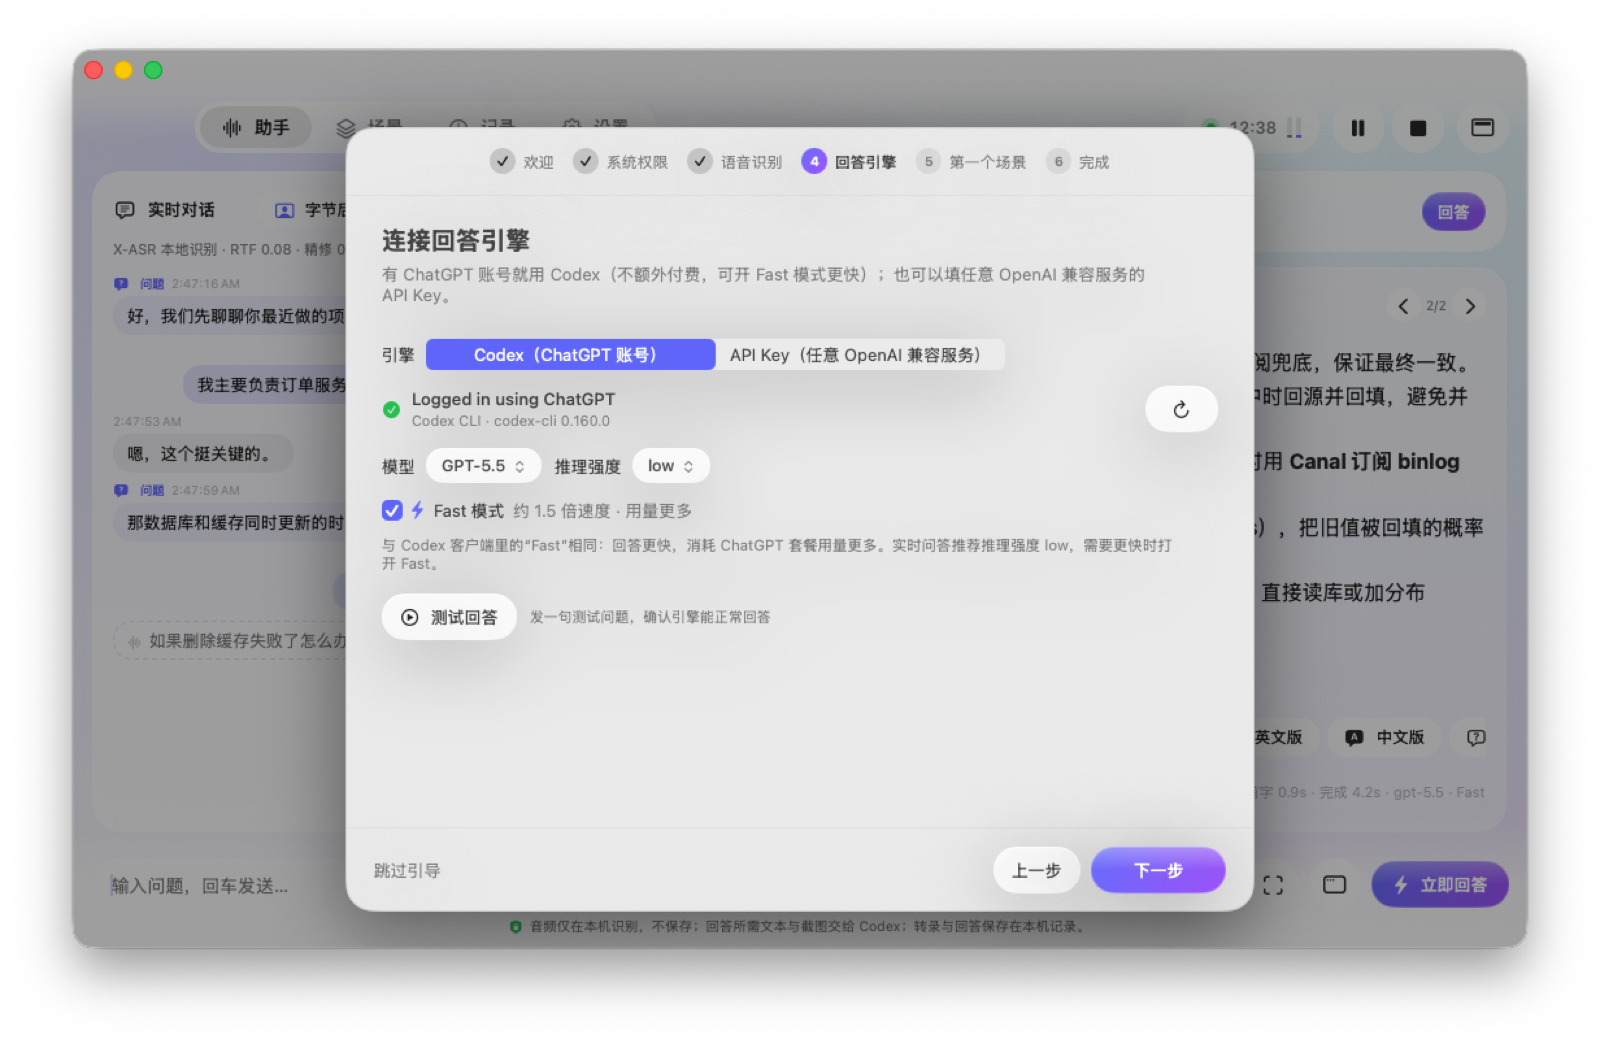 助手
12:38
欢迎
系统权限
语音识别
4 回答引擎
5 第一个场景
6 完成
实时对话
X-ASR 本地识别 · RTF 0.08 · 精修
问题 2:47:16 AM
好，我们先聊聊你最近做的项
我主要负责订单服务
2:47:53 AM
嗯，这个挺关键的。
问题 2:47:59 AM
那数据库和缓存同时更新的时
如果删除缓存失败了怎么办
输入问题，回车发送...
连接回答引擎
有 ChatGPT 账号就用 Codex（不额外付费，可开 Fast 模式更快）；也可以填任意 OpenAI 兼容服务的
API Key。
引擎 Codex（ChatGPT 账号） API Key（任意 OpenAI 兼容服务）
Logged in using ChatGPT
Codex CLI · codex-cli 0.160.0
模型 GPT-5.5 推理强度 low
Fast 模式 约 1.5 倍速度 · 用量更多
与 Codex 客户端里的“Fast”相同：回答更快，消耗 ChatGPT 套餐用量更多。实时问答推荐推理强度 low，需要更快时打
开 Fast。
测试回答 发一句测试问题，确认引擎能正常回答
跳过引导
上一步
下一步
回答
2/2
阅兜底，保证最终一致。
时回源并回填，避免并
用 Canal 订阅 binlog
），把旧值被回填的概率
直接读库或加分布
英文版
中文版
字 0.9s · 完成 4.2s · gpt-5.5 · Fast
立即回答
音频仅在本机识别，不保存；回答所需文本与截图交给 Codex；转录与回答保存在本机记录。